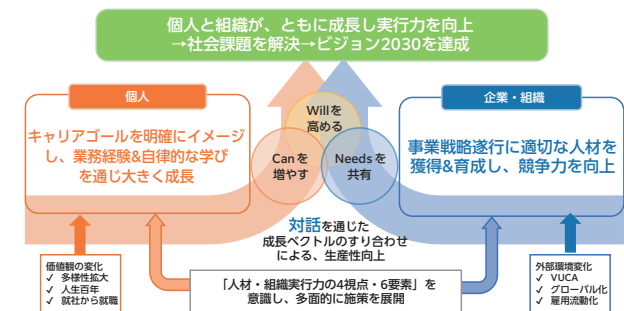 個人と組織が、ともに成長し実行力を向上
→社会課題を解決→ビジョン2030を達成
個人
キャリアゴールを明確にイメージ
し、業務経験&自律的な学び
を通じ大きく成長
Willを
高める
Canを
増やす
Needsを
共有
企業・組織
事業戦略遂行に適切な人材を
獲得&育成し、競争力を向上
対話を通じた
成長ベクトルのすり合わせ
による、生産性向上
価値観の変化
✓ 多様性拡大
✓ 人生百年
✓ 就社から就職
「人材・組織実行力の4視点・6要素」を
意識し、多面的に施策を展開
外部環境変化
✓ VUCA
✓ グローバル化
✓ 雇用流動化